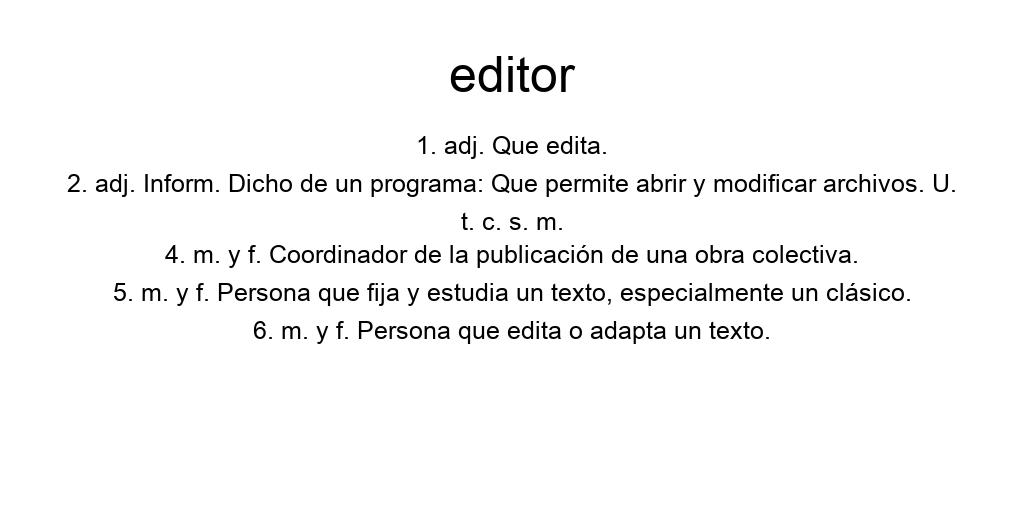 editor
1. adj. Que edita.
2. adj. Inform. Dicho de un programa: Que permite abrir y modificar archivos. U.
t. c. s. m.
4. m. y f. Coordinador de la publicación de una obra colectiva.
5. m. y f. Persona que fija y estudia un texto, especialmente un clásico.
6. m. y f. Persona que edita o adapta un texto.